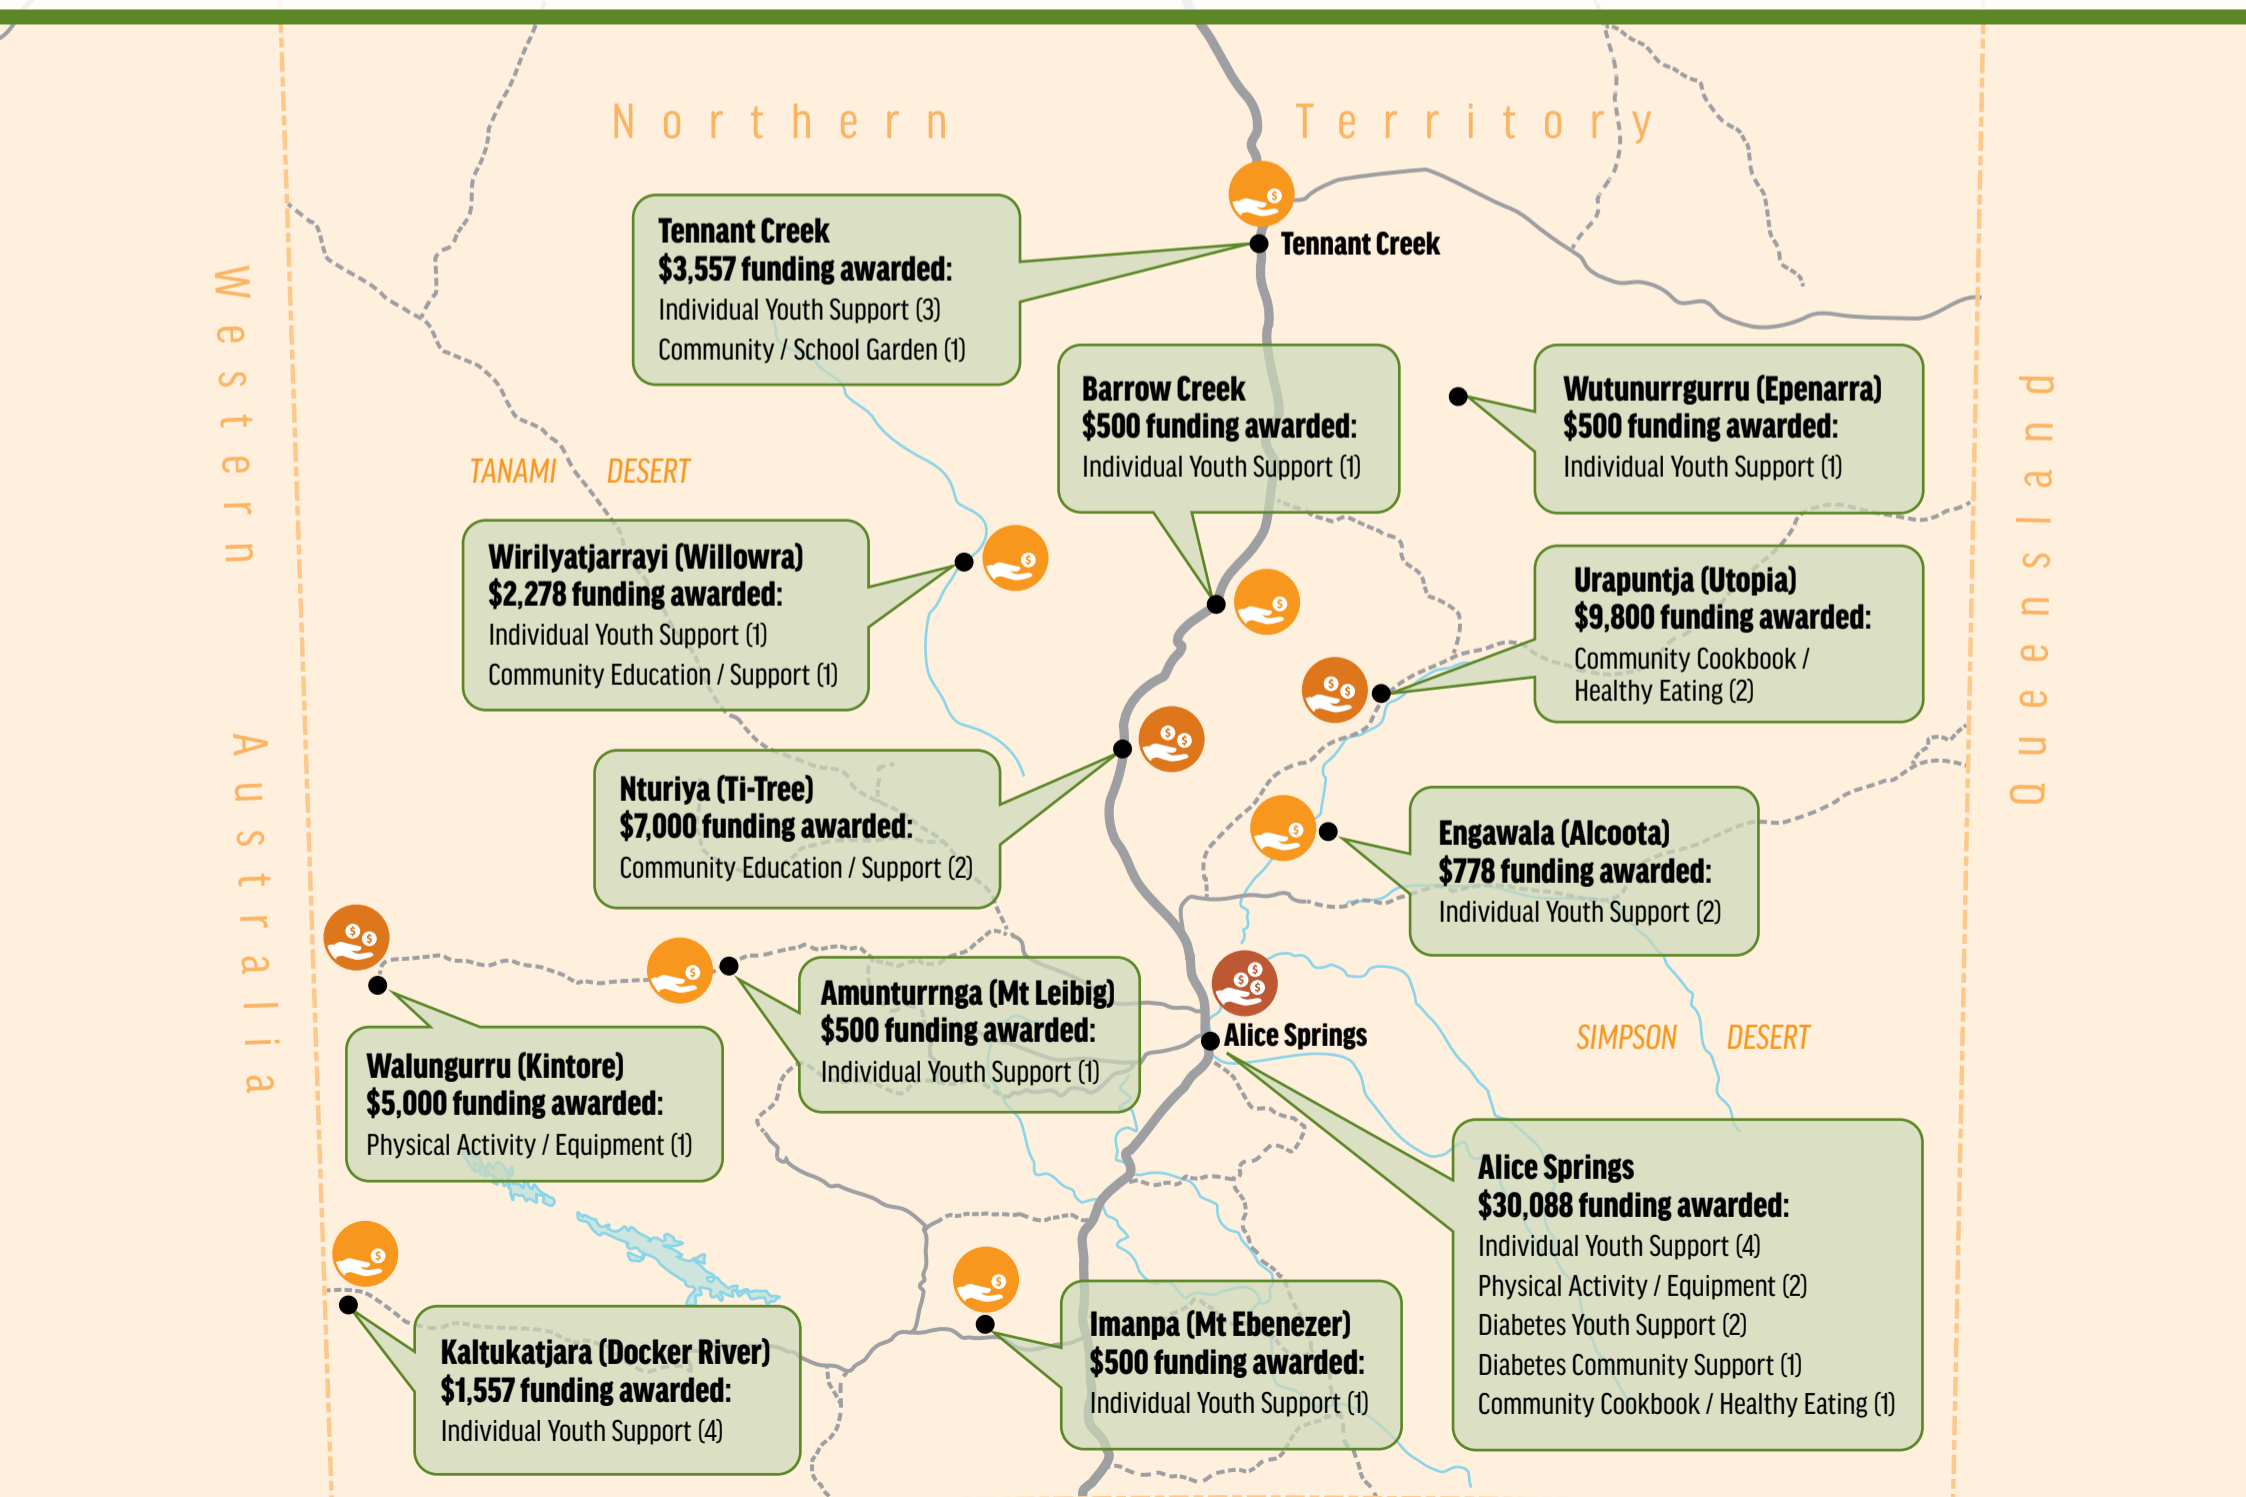 Northern Territory
Western Australia
Queensland
Tennant Creek
Tennant Creek
$3,557 funding awarded:
Individual Youth Support (3)
Community / School Garden (1)
Barrow Creek
$500 funding awarded:
Individual Youth Support (1)
Wutunurrgurru (Epenarra)
$500 funding awarded:
Individual Youth Support (1)
TANAMI DESERT
Wirilyatjarrayi (Willowra)
$2,278 funding awarded:
Individual Youth Support (1)
Community Education / Support (1)
Urapuntja (Utopia)
$9,800 funding awarded:
Community Cookbook /
Healthy Eating (2)
Nturiya (Ti-Tree)
$7,000 funding awarded:
Community Education / Support (2)
Engawala (Alcoota)
$778 funding awarded:
Individual Youth Support (2)
Amunturrnga (Mt Leibig)
$500 funding awarded:
Individual Youth Support (1)
Alice Springs
SIMPSON DESERT
Walungurru (Kintore)
$5,000 funding awarded:
Physical Activity / Equipment (1)
Alice Springs
$30,088 funding awarded:
Individual Youth Support (4)
Physical Activity / Equipment (2)
Diabetes Youth Support (2)
Diabetes Community Support (1)
Community Cookbook / Healthy Eating (1)
Kaltukatjara (Docker River)
$1,557 funding awarded:
Individual Youth Support (4)
Imanpa (Mt Ebenezer)
$500 funding awarded:
Individual Youth Support (1)